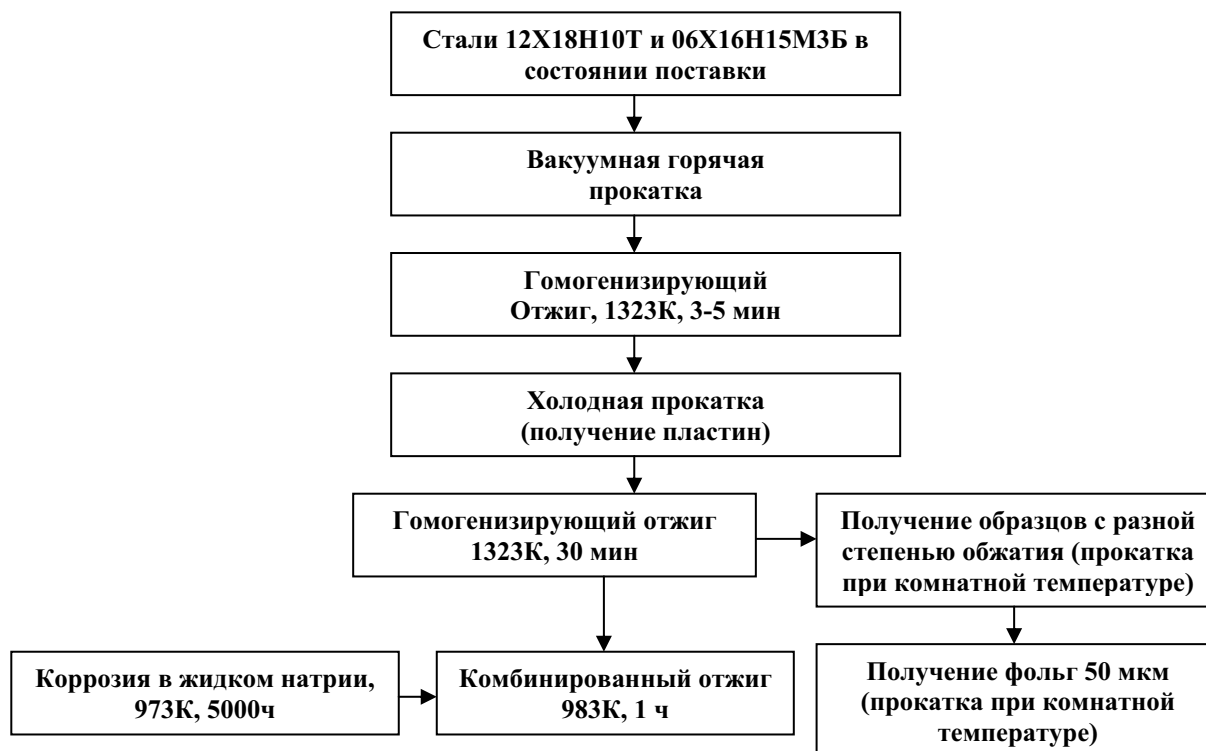 Стали 12Х18Н10Т и 06Х16Н15М3Б в
состоянии поставки
Вакуумная горячая
прокатка
Гомогенизирующий
Отжиг, 1323К, 3-5 мин
Холодная прокатка
(получение пластин)
Гомогенизирующий отжиг
1323К, 30 мин
Получение образцов с разной
степенью обжатия (прокатка
при комнатной температуре)
Коррозия в жидком натрии,
973К, 5000ч
Комбинированный отжиг
983К, 1 ч
Получение фольг 50 мкм
(прокатка при комнатной
температуре)